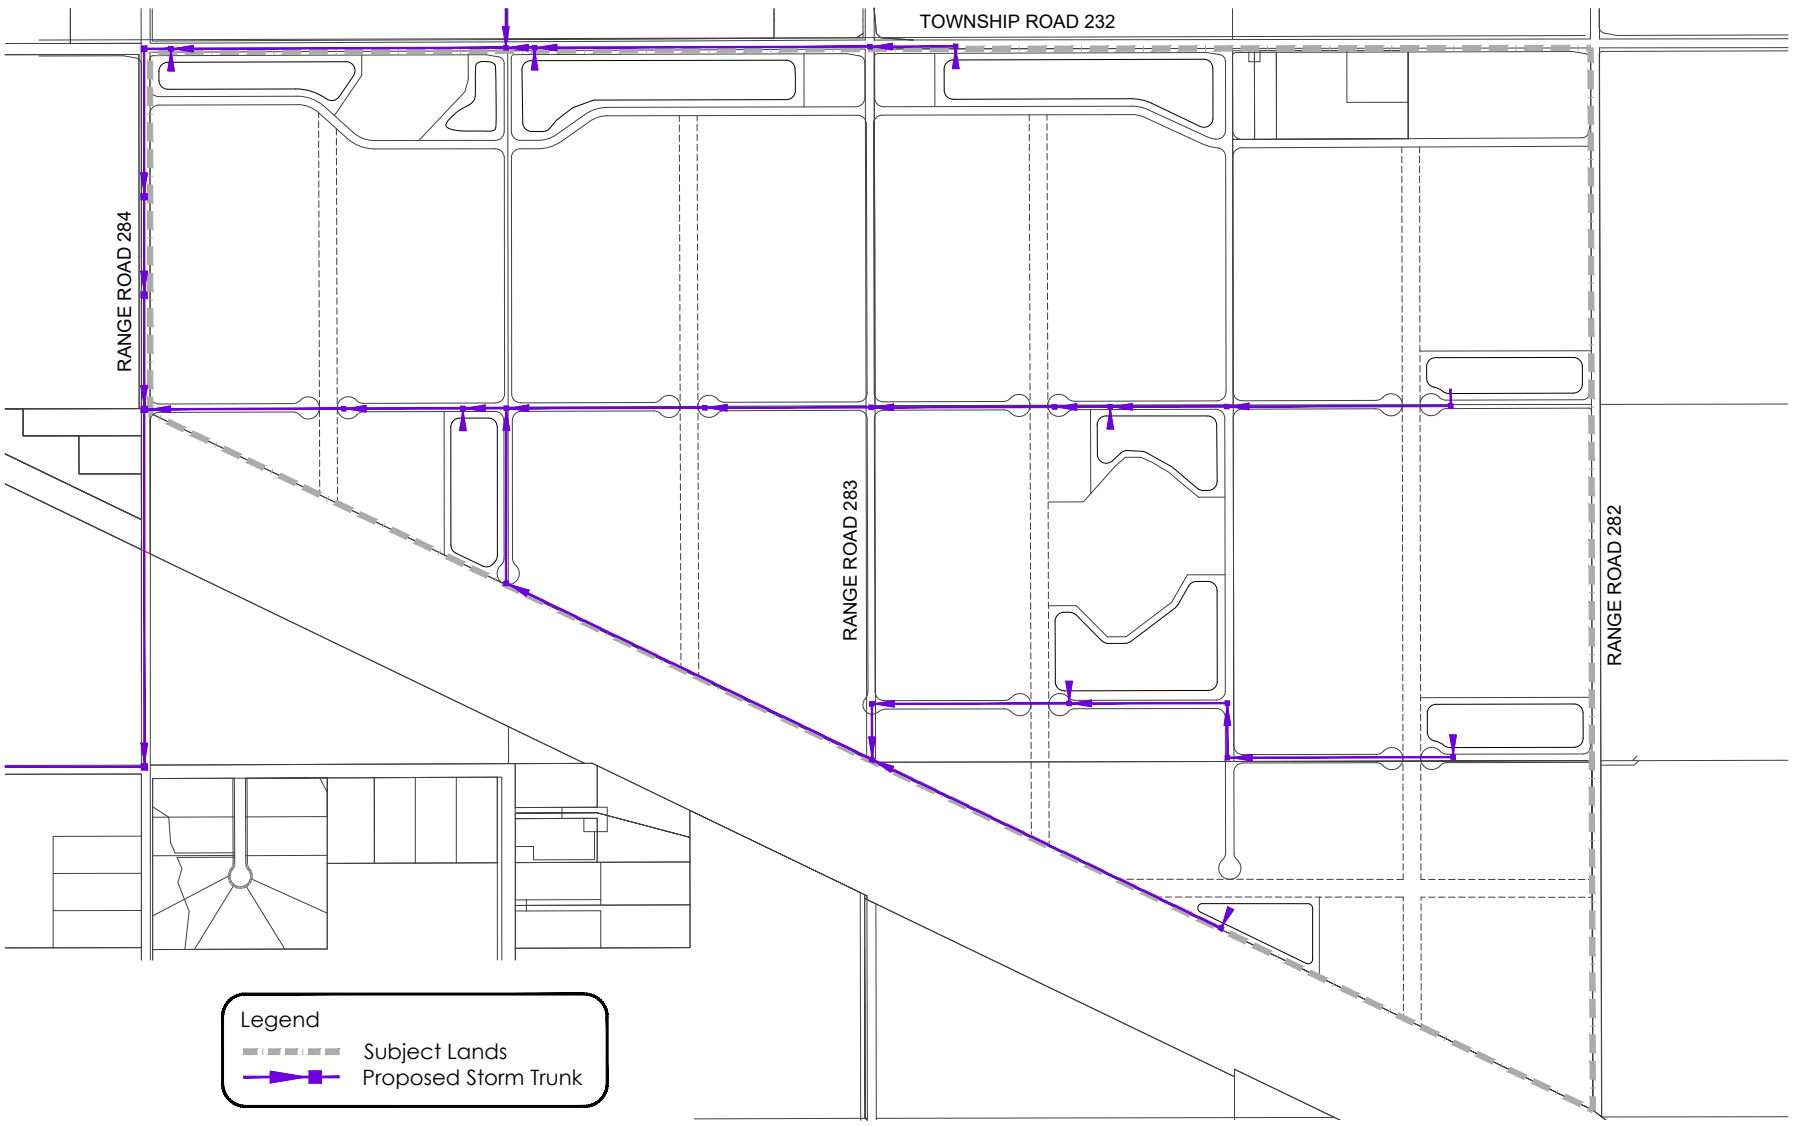 TOWNSHIP ROAD 232
RANGE ROAD 284
RANGE ROAD 283
RANGE ROAD 282
Legend
Subject Lands
Proposed Storm Trunk